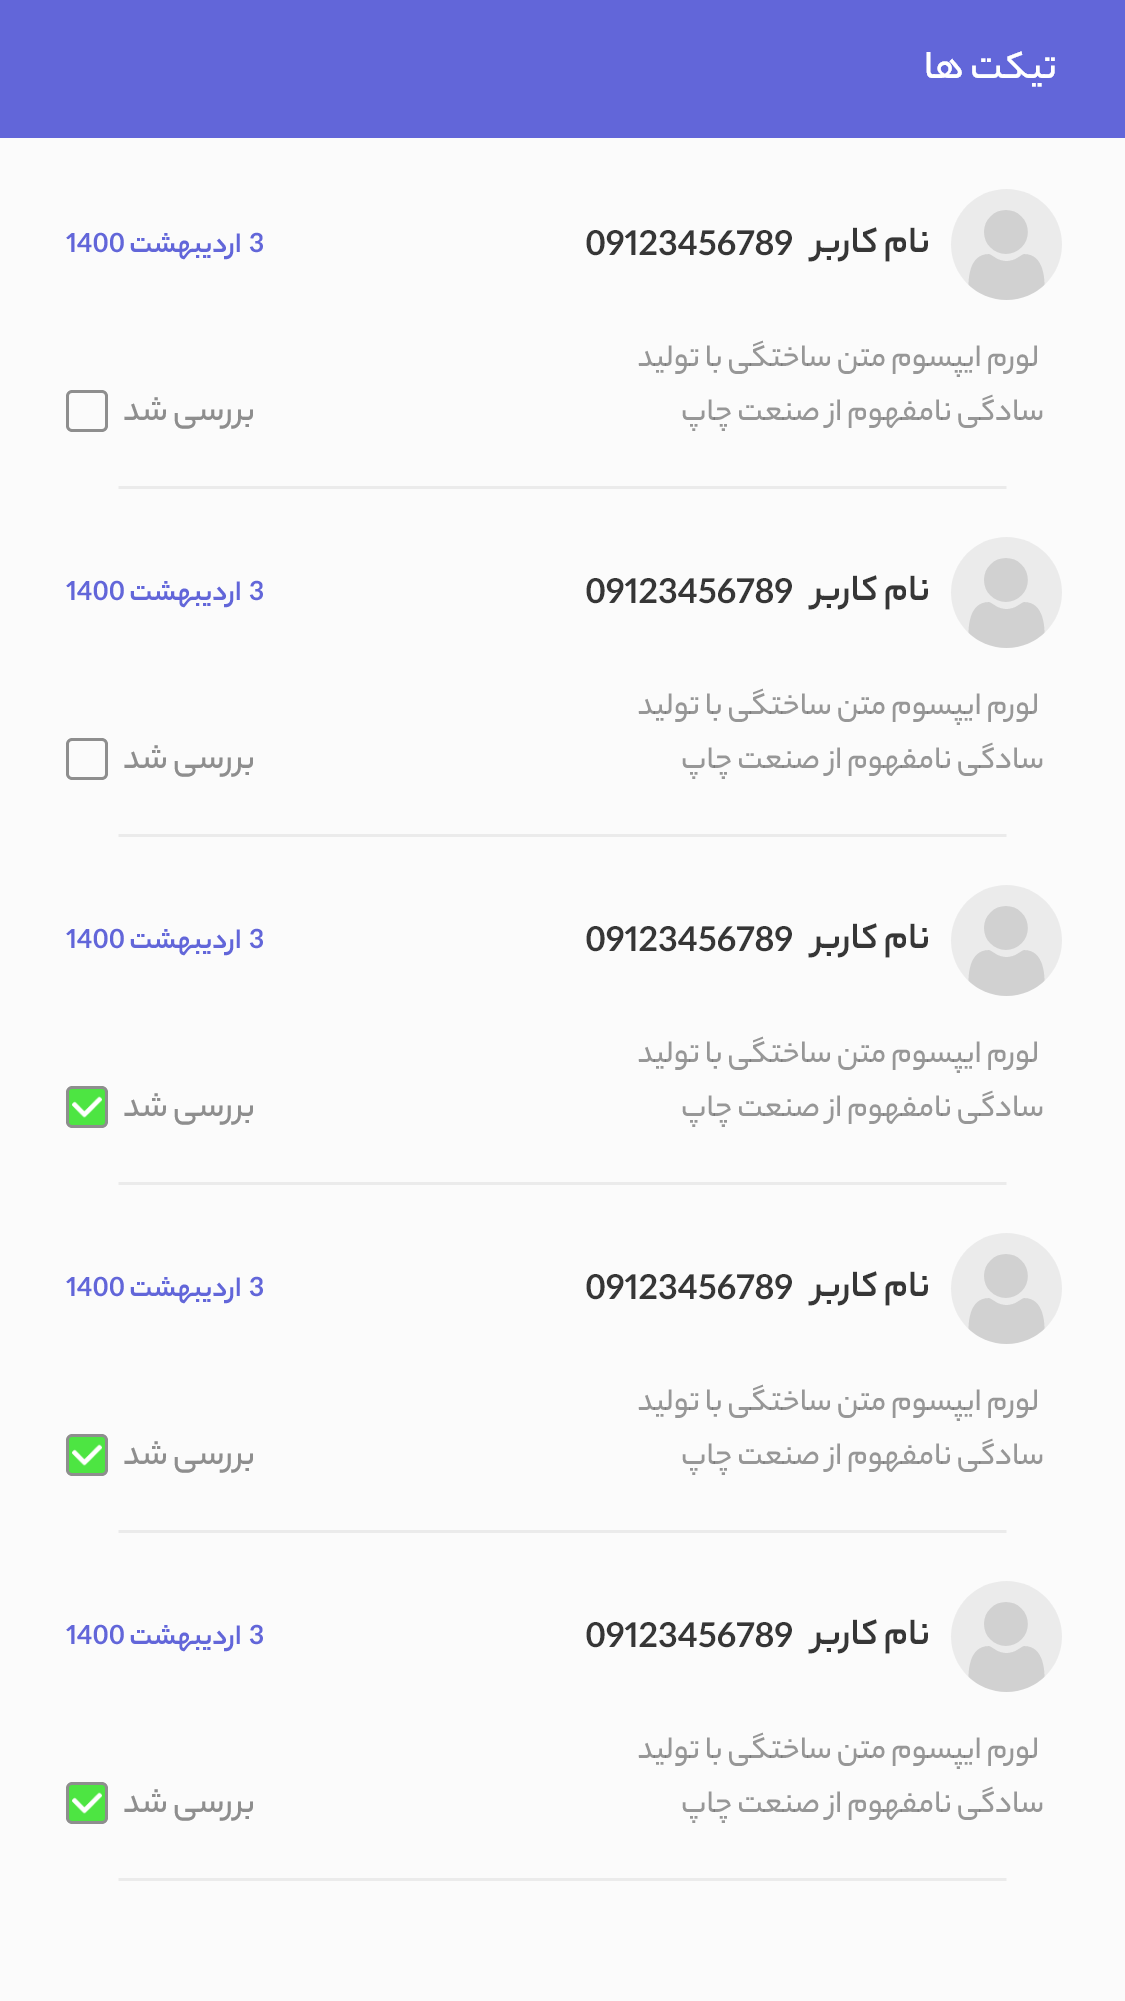 تیکت ها
نام کاربر 09123456789
3 اردیبهشت 1400
لورم ایپسوم متن ساختگی با تولید
سادگی نامفهوم از صنعت چاپ
بررسی شد
نام کاربر 09123456789
3 اردیبهشت 1400
لورم ایپسوم متن ساختگی با تولید
سادگی نامفهوم از صنعت چاپ
بررسی شد
نام کاربر 09123456789
3 اردیبهشت 1400
لورم ایپسوم متن ساختگی با تولید
سادگی نامفهوم از صنعت چاپ
بررسی شد
نام کاربر 09123456789
3 اردیبهشت 1400
لورم ایپسوم متن ساختگی با تولید
سادگی نامفهوم از صنعت چاپ
بررسی شد
نام کاربر 09123456789
3 اردیبهشت 1400
لورم ایپسوم متن ساختگی با تولید
سادگی نامفهوم از صنعت چاپ
بررسی شد